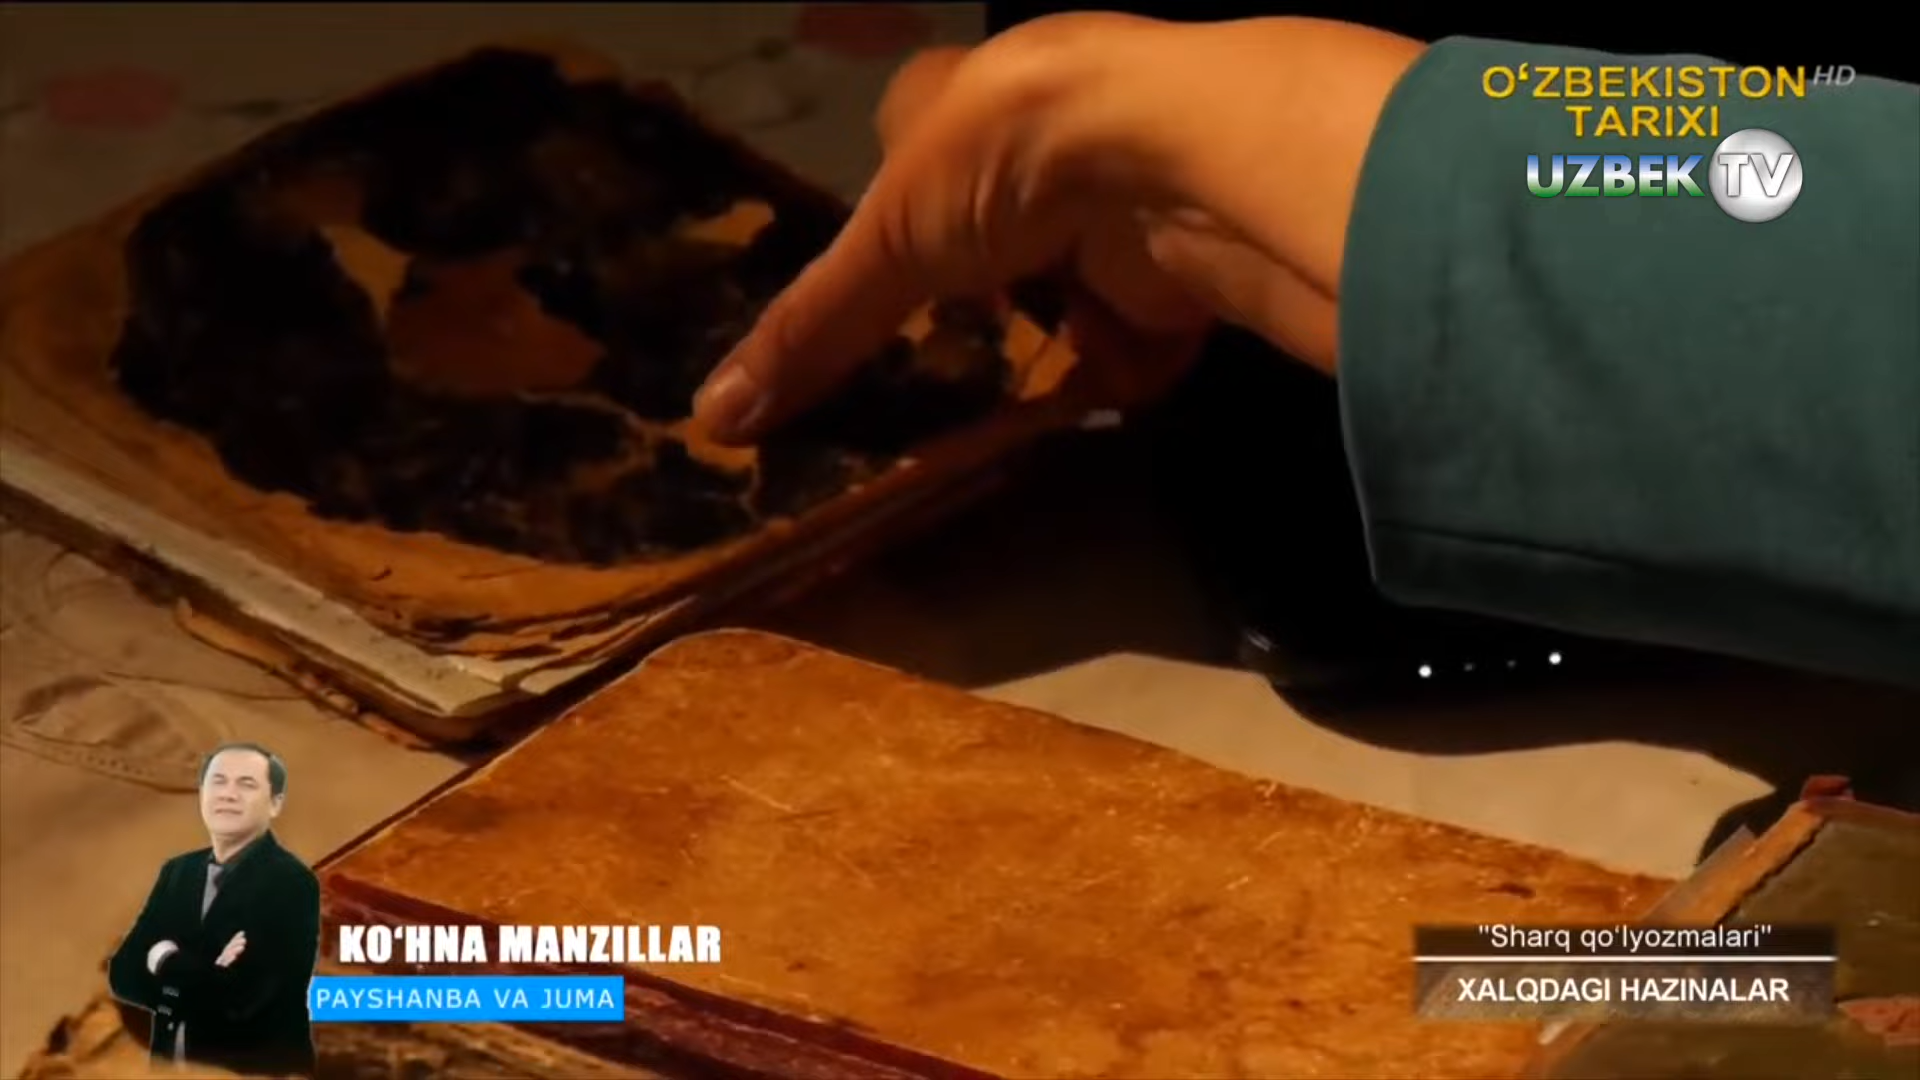 O‘ZBEKISTON HD
TARIXI
UZBEK TV
KO‘HNA MANZILLAR
PAYSHANBA VA JUMA
"Sharq qo‘lyozmalari"
XALQDAGI HAZINALAR